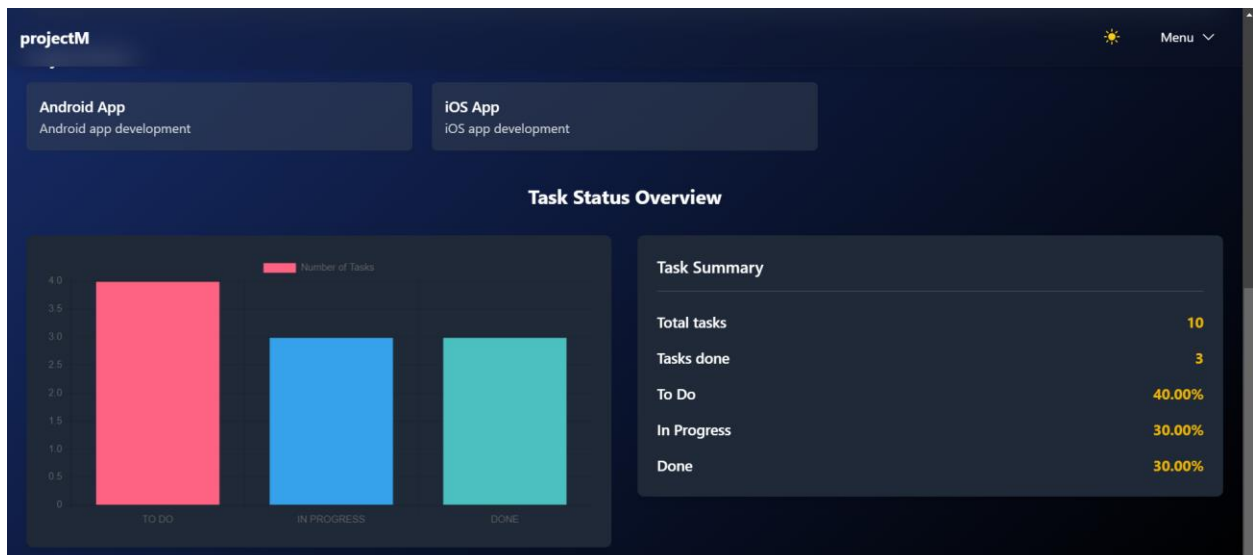 projectM
Menu
Android App
Android app development
iOS App
iOS app development
Task Status Overview
Number of Tasks
4.0
3.5
3.0
2.5
2.0
1.5
1.0
0.5
0
TO DO
IN PROGRESS
DONE
Task Summary
Total tasks 10
Tasks done 3
To Do 40.00%
In Progress 30.00%
Done 30.00%